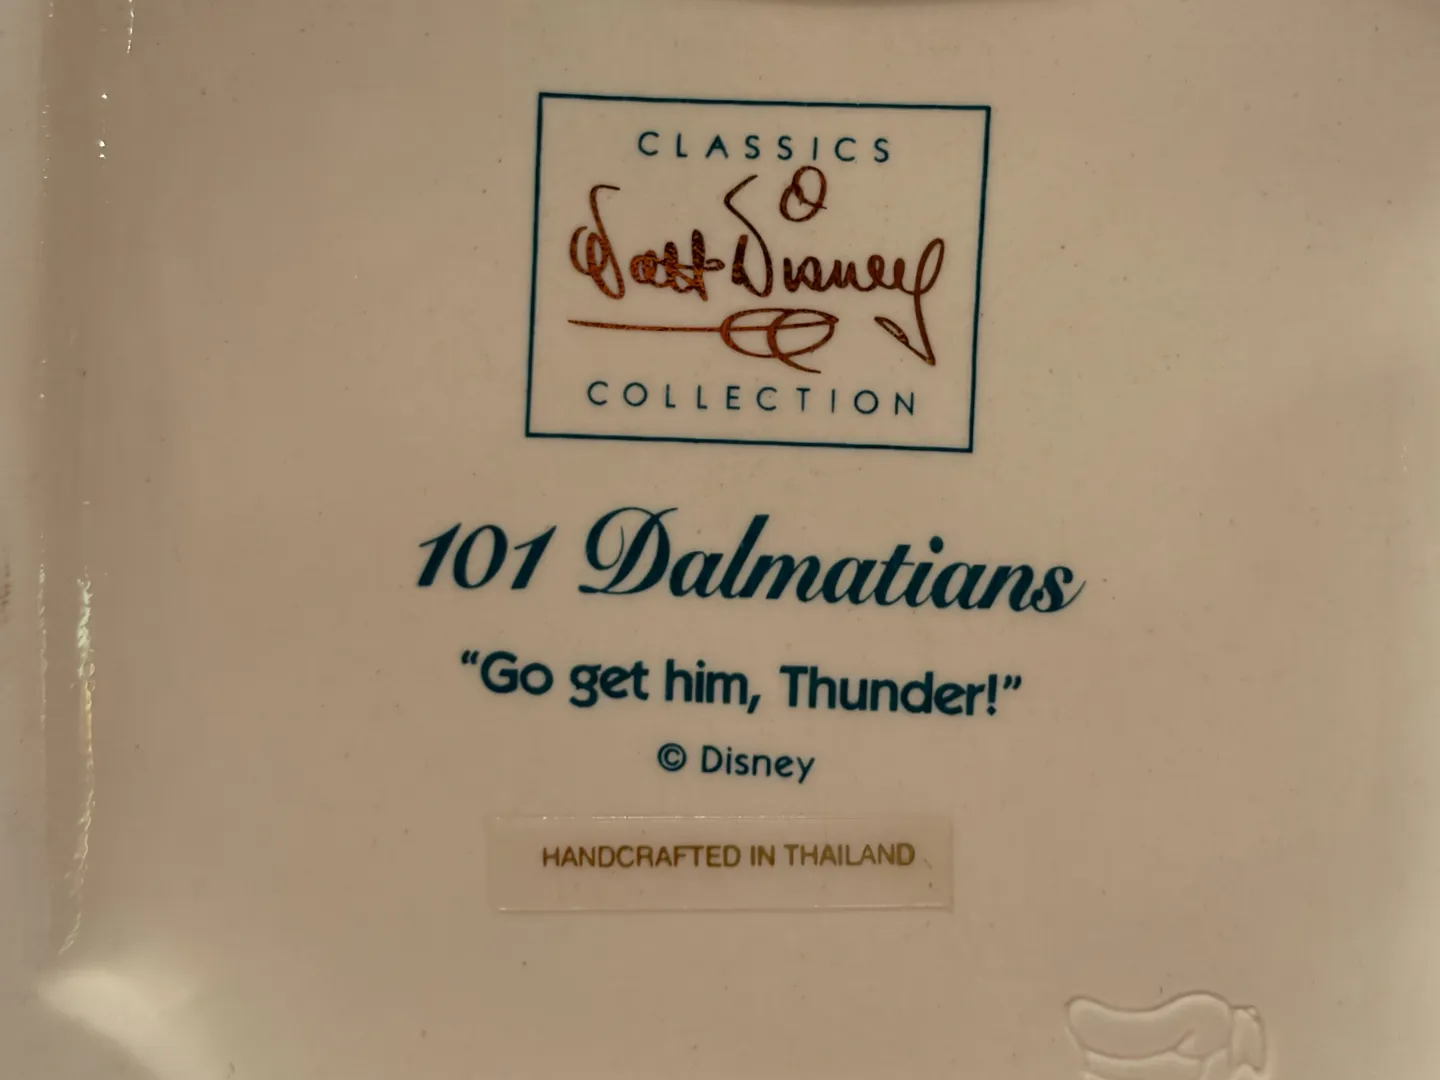 CLASSICS
Walt Disney
COLLECTION
101 Dalmatians
“Go get him, Thunder!”
© Disney
HANDCRAFTED IN THAILAND